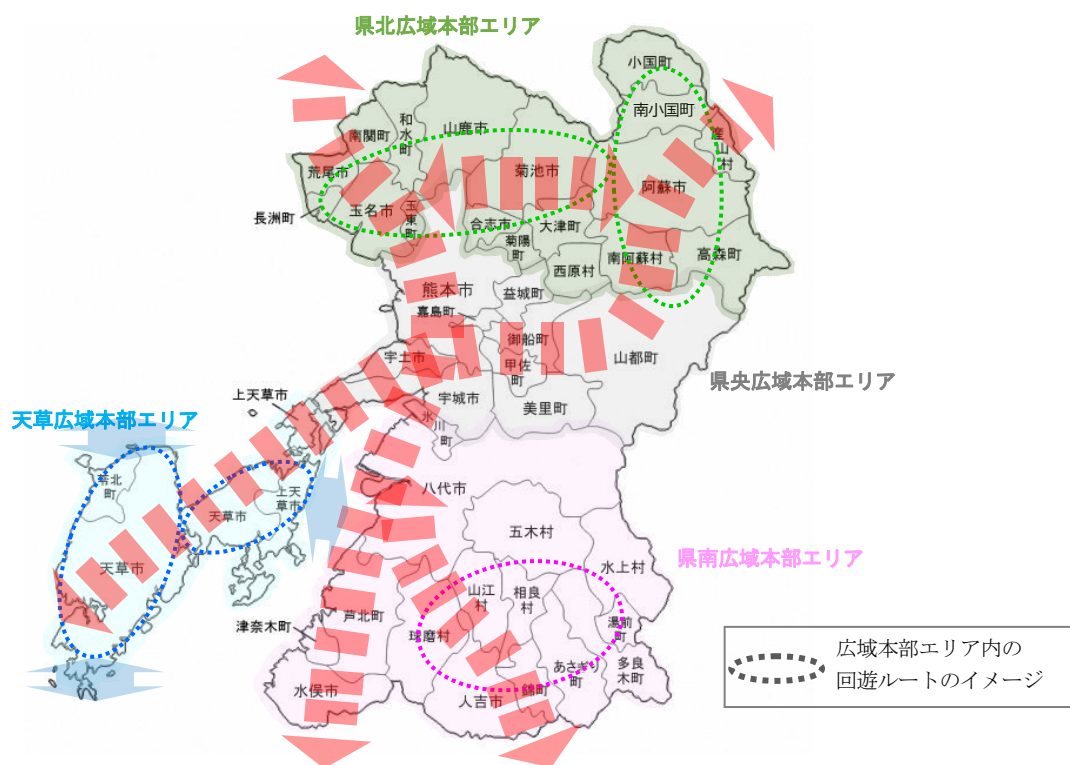 県北広域本部エリア
小国町
南小国町
産山村
和水町
山鹿市
南関町
荒尾市
菊池市
阿蘇市
長洲町
玉名市
玉東町
合志市
大津町
菊陽町
西原村
南阿蘇村
高森町
熊本市
益城町
嘉島町
御船町
宇土市
甲佐町
山都町
県央広域本部エリア
上天草市
宇城市
美里町
氷川町
天草広域本部エリア
苓北町
上天草市
天草市
天草市
八代市
五木村
県南広域本部エリア
水上村
山江村
相良村
芦北町
津奈木町
球磨村
湯前町
あさぎり町
多良木町
水俣市
人吉市
錦町
広域本部エリア内の
回遊ルートのイメージ